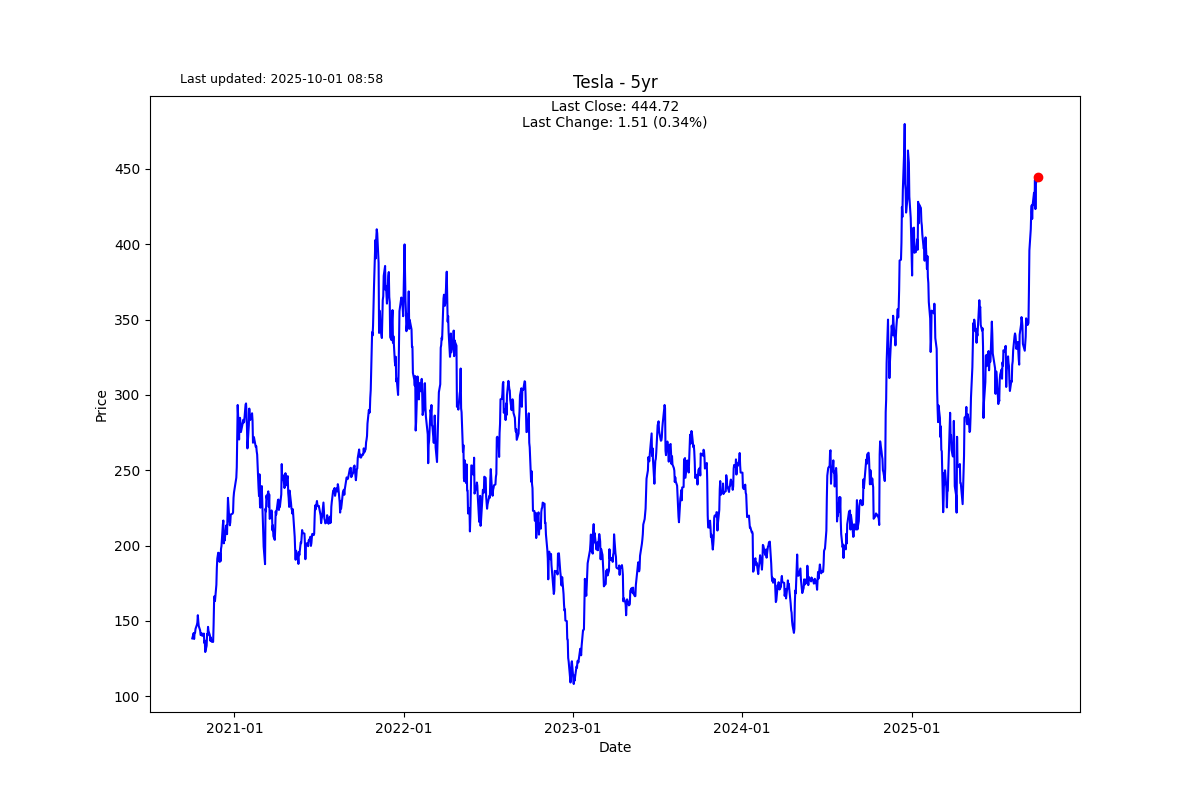 Last updated: 2025-10-01 08:58
Tesla - 5yr
Last Close: 444.72
Last Change: 1.51 (0.34%)
Price
450
400
350
300
250
200
150
100
2021-01
2022-01
2023-01
2024-01
2025-01
Date